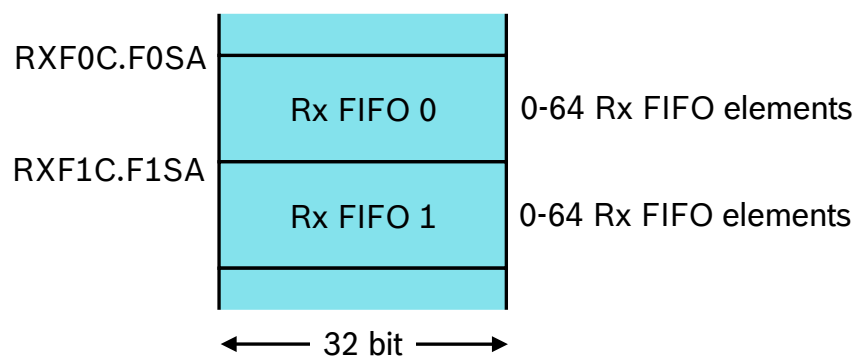 RXF0C.F0SA
Rx FIFO 0
0-64 Rx FIFO elements
RXF1C.F1SA
Rx FIFO 1
0-64 Rx FIFO elements
32 bit